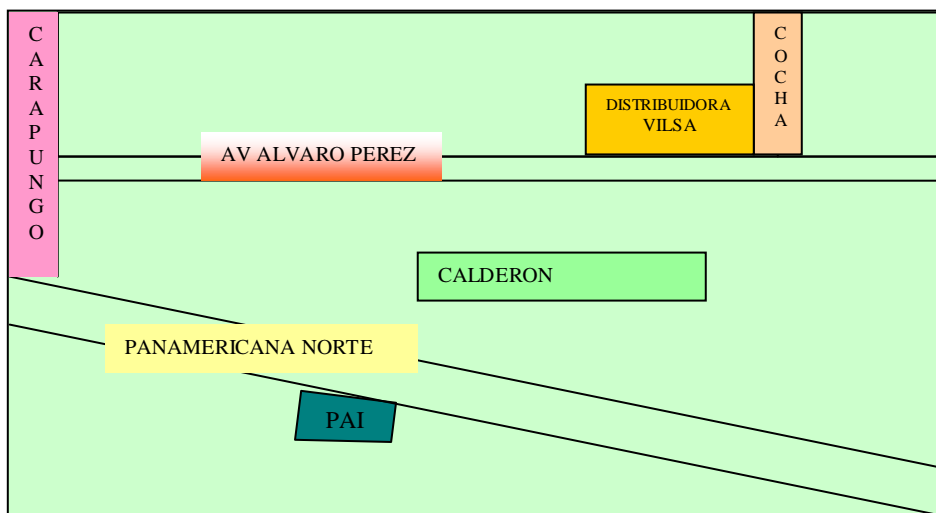 CARAPUNGO
COCHA
DISTRIBUIDORA
VILSA
AV ALVARO PEREZ
CALDERON
PANAMERICANA NORTE
PAI